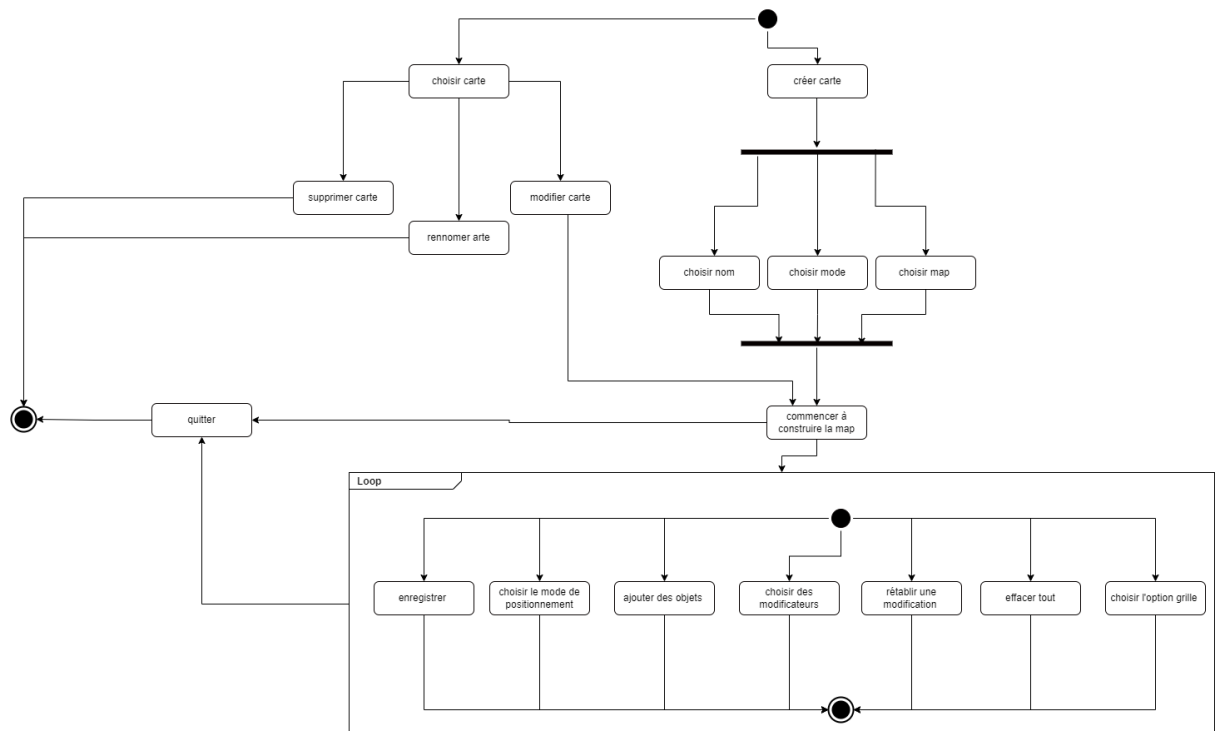 choisir carte
créer carte
supprimer carte
modifier carte
rennomer arte
choisir nom
choisir mode
choisir map
quitter
commencer à
construire la map
Loop
enregistrer
choisir le mode de
positionnement
ajouter des objets
choisir des
modificateurs
rétablir une
modification
effacer tout
choisir l'option grille